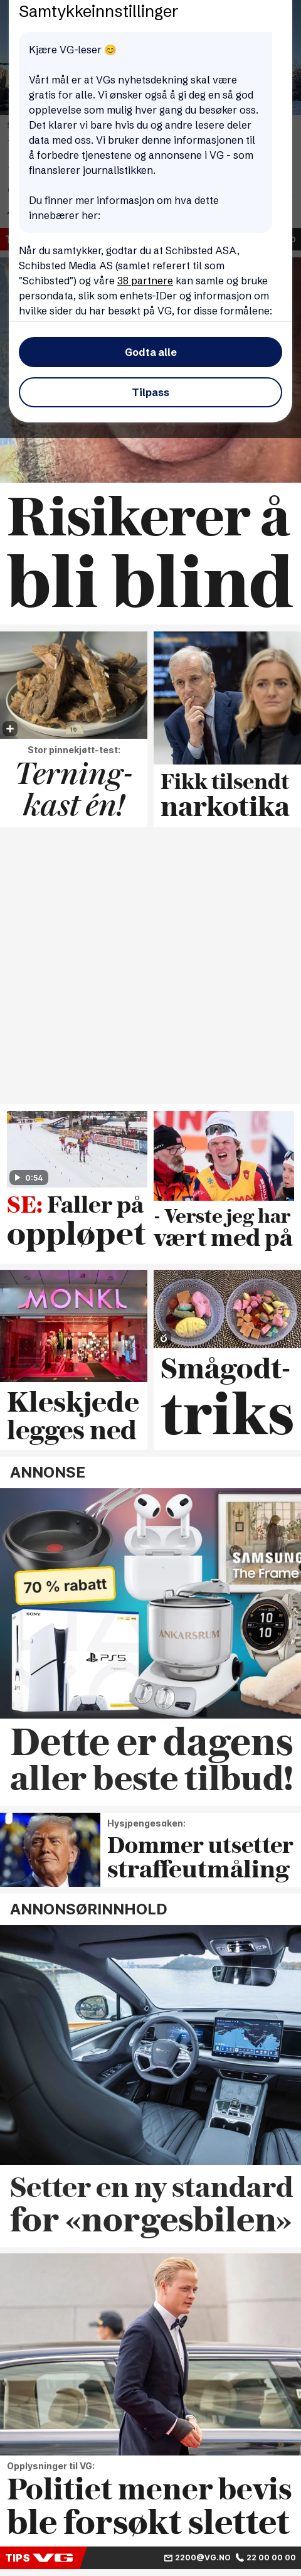 Samtykkeinnstillinger
Kjære VG-leser 😊
Vårt mål er at VGs nyhetsdekning skal være
gratis for alle. Vi ønsker også å gi deg en så god
opplevelse som mulig hver gang du besøker oss.
Det klarer vi bare hvis du og andre lesere deler
data med oss. Vi bruker denne informasjonen til
å forbedre tjenestene og annonsene i VG - som
finansierer journalistikken.
Du finner mer informasjon om hva dette
innebærer her:
Når du samtykker, godtar du at Schibsted ASA,
Schibsted Media AS (samlet referert til som
"Schibsted") og våre 38 partnere kan samle og bruke
persondata, slik som enhets-IDer og informasjon om
hvilke sider du har besøkt på VG, for disse formålene:
Godta alle
Tilpass
Risikerer å
bli blind
Stor pinnekjøtt-test:
Terning-
kast én!
Fikk tilsendt
narkotika
0:54
SE: Faller på
oppløpet
- Verste jeg har
vært med på
MONKI
Kleskjede
legges ned
Smågodt-
triks
ANNONSE
SAMSUNG
The Frame
70 % rabatt
SONY
PS5
ANKARSRUM
Dette er dagens
aller beste tilbud!
Hysjpengesaken:
Dommer utsetter
straffeutmåling
ANNONSØRINNHOLD
Setter en ny standard
for «norgesbilen»
Opplysninger til VG:
Politiet mener bevis
ble forsøkt slettet
TIPS VG 2200@VG.NO 22 00 00 00